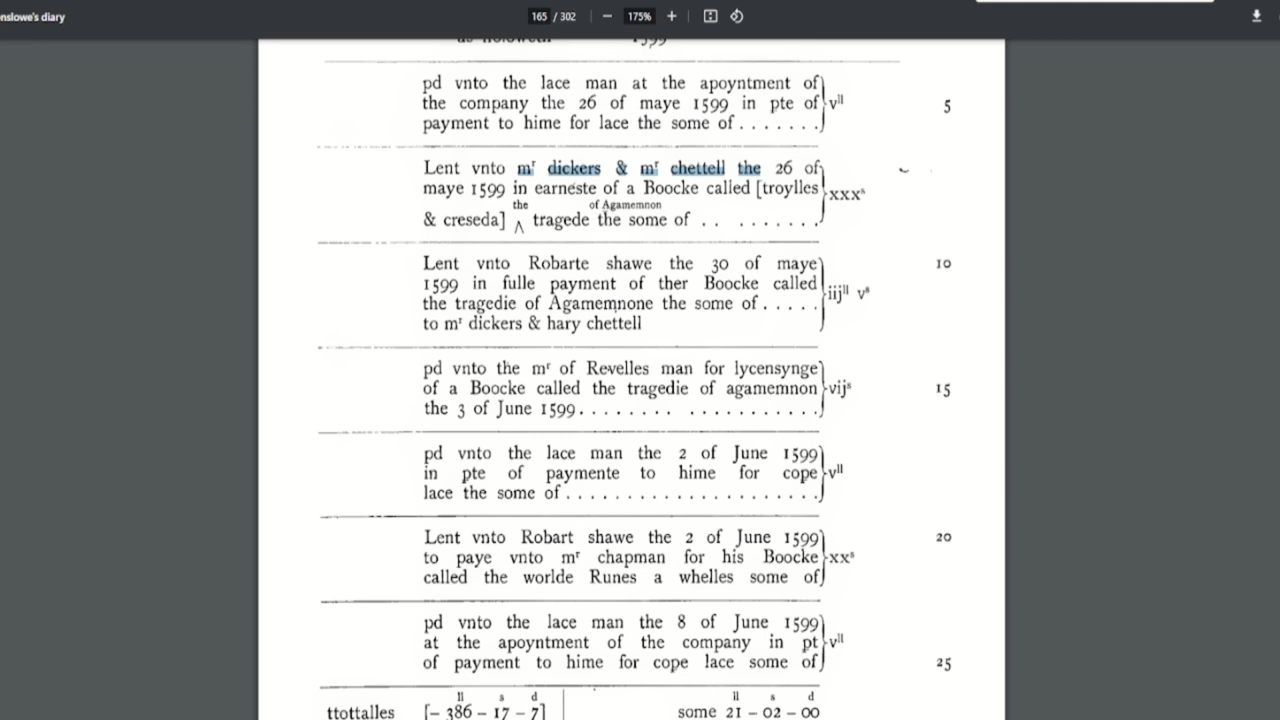 nslowe's diary
165 / 302 − 175% +
1599
pd vnto the lace man at the apoyntment of
the company the 26 of maye 1599 in pte of } vˡˡ 5
payment to hime for lace the some of . . . . . . .
Lent vnto mʳ dickers & mʳ chettell the 26 of
maye 1599 in earneste of a Boocke called [troylles } xxxˢ
the of Agamemnon
& creseda] ∧ tragede the some of . . . . . . . . .
Lent vnto Robarte shawe the 30 of maye 10
1599 in fulle payment of ther Boocke called } iijˡˡ vˢ
the tragedie of Agamemnone the some of . . . . .
to mʳ dickers & hary chettell
pd vnto the mʳ of Revelles man for lycensynge
of a Boocke called the tragedie of agamemnon } vijˢ 15
the 3 of June 1599. . . . . . . . . . . . . . . . . . .
pd vnto the lace man the 2 of June 1599
in pte of paymente to hime for cope } vˡˡ
lace the some of . . . . . . . . . . . . . . . . . . . . .
Lent vnto Robart shawe the 2 of June 1599 20
to paye vnto mʳ chapman for his Boocke } xxˢ
called the worlde Runes a whelles some of
pd vnto the lace man the 8 of June 1599
at the apoyntment of the company in pt } vˡˡ
of payment to hime for cope lace some of 25
ll s d ll s d
ttottalles [– 386 – 17 – 7] some 21 – 02 – 00